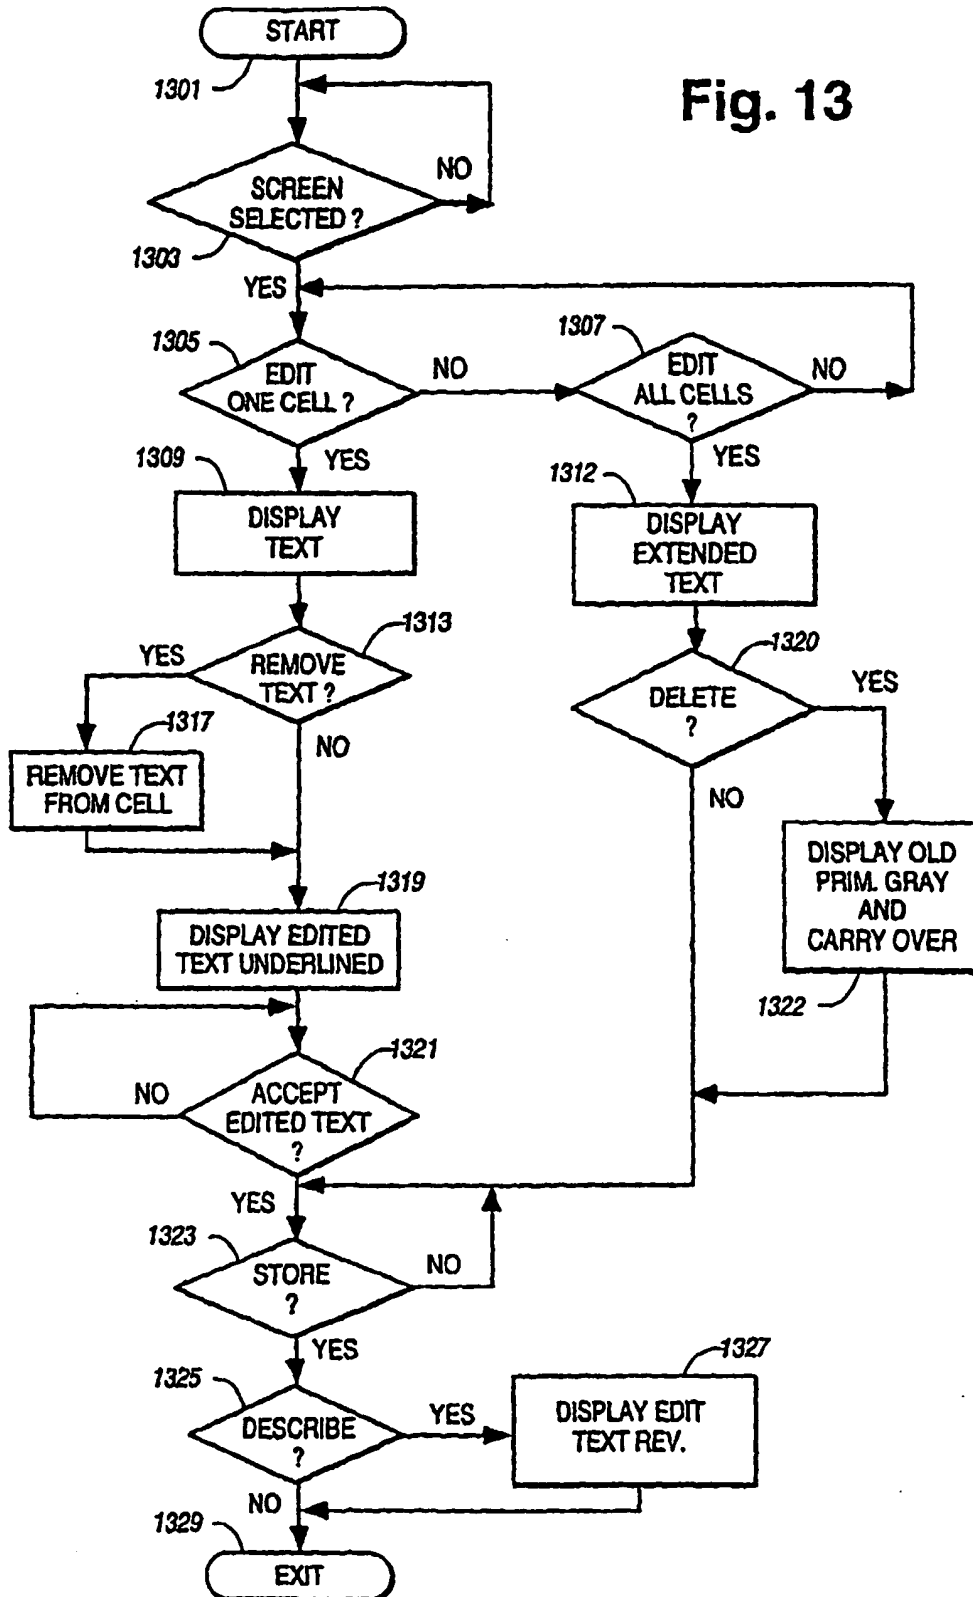 START
1301
Fig. 13
NO
SCREEN
SELECTED ?
1303
YES
1305
1307
EDIT
ONE CELL ?
NO
EDIT
ALL CELLS
?
NO
1309
YES
YES
1312
DISPLAY
TEXT
DISPLAY
EXTENDED
TEXT
1313
1320
YES
REMOVE
TEXT ?
DELETE
?
YES
1317
NO
REMOVE TEXT
FROM CELL
NO
DISPLAY OLD
PRIM. GRAY
AND
CARRY OVER
1319
DISPLAY EDITED
TEXT UNDERLINED
1322
1321
NO
ACCEPT
EDITED TEXT
?
YES
1323
STORE
?
NO
YES
1327
1325
DESCRIBE
?
YES
DISPLAY EDIT
TEXT REV.
NO
1329
EXIT